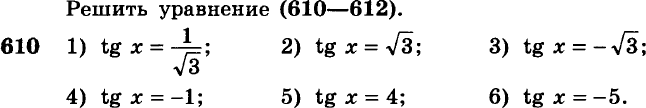 Решить уравнение (610—612).
610 1) tg x = 1/√3; 2) tg x = √3; 3) tg x = −√3;
4) tg x = −1; 5) tg x = 4; 6) tg x = −5.